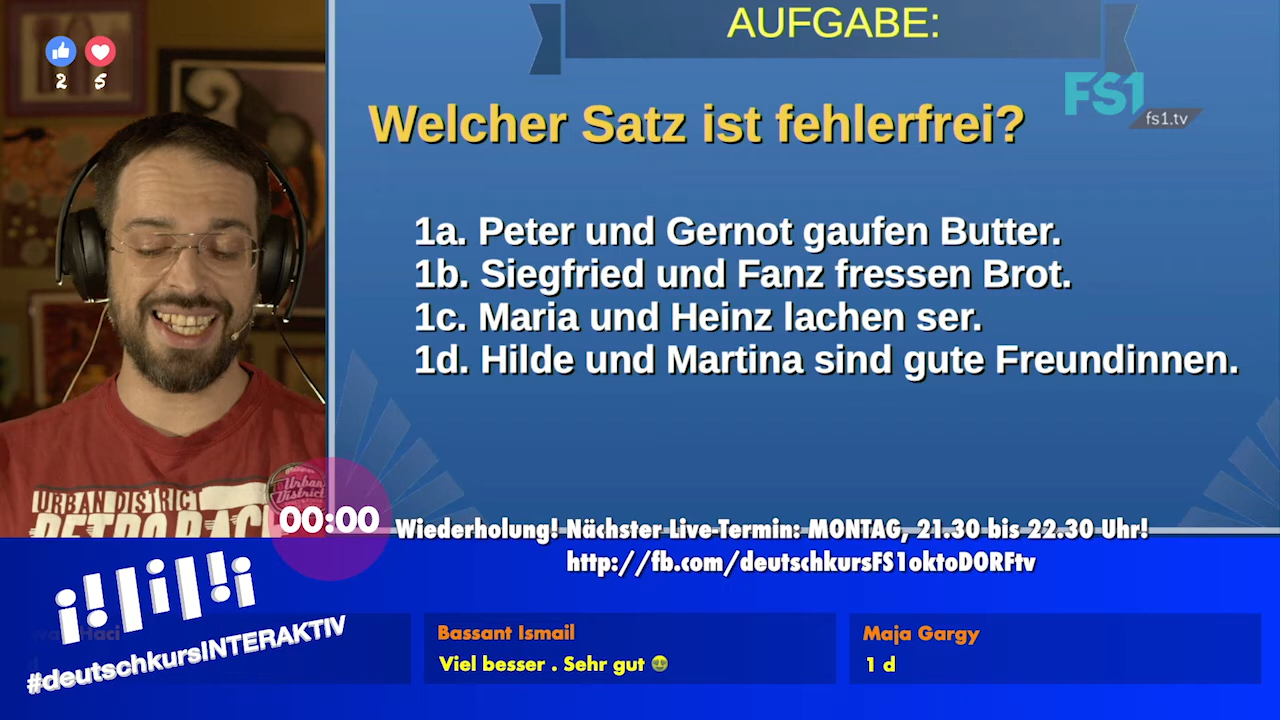 2 5
AUFGABE:
FS1
fs1.tv
Welcher Satz ist fehlerfrei?
1a. Peter und Gernot gaufen Butter.
1b. Siegfried und Fanz fressen Brot.
1c. Maria und Heinz lachen ser.
1d. Hilde und Martina sind gute Freundinnen.
URBAN DISTRICT
Urban
District
00:00
Wiederholung! Nächster Live-Termin: MONTAG, 21.30 bis 22.30 Uhr!
http://fb.com/deutschkursFS1oktoDORFtv
#deutschkursINTERAKTIV
Haci
Bassant Ismail
Viel besser . Sehr gut 😍
Maja Gargy
1 d